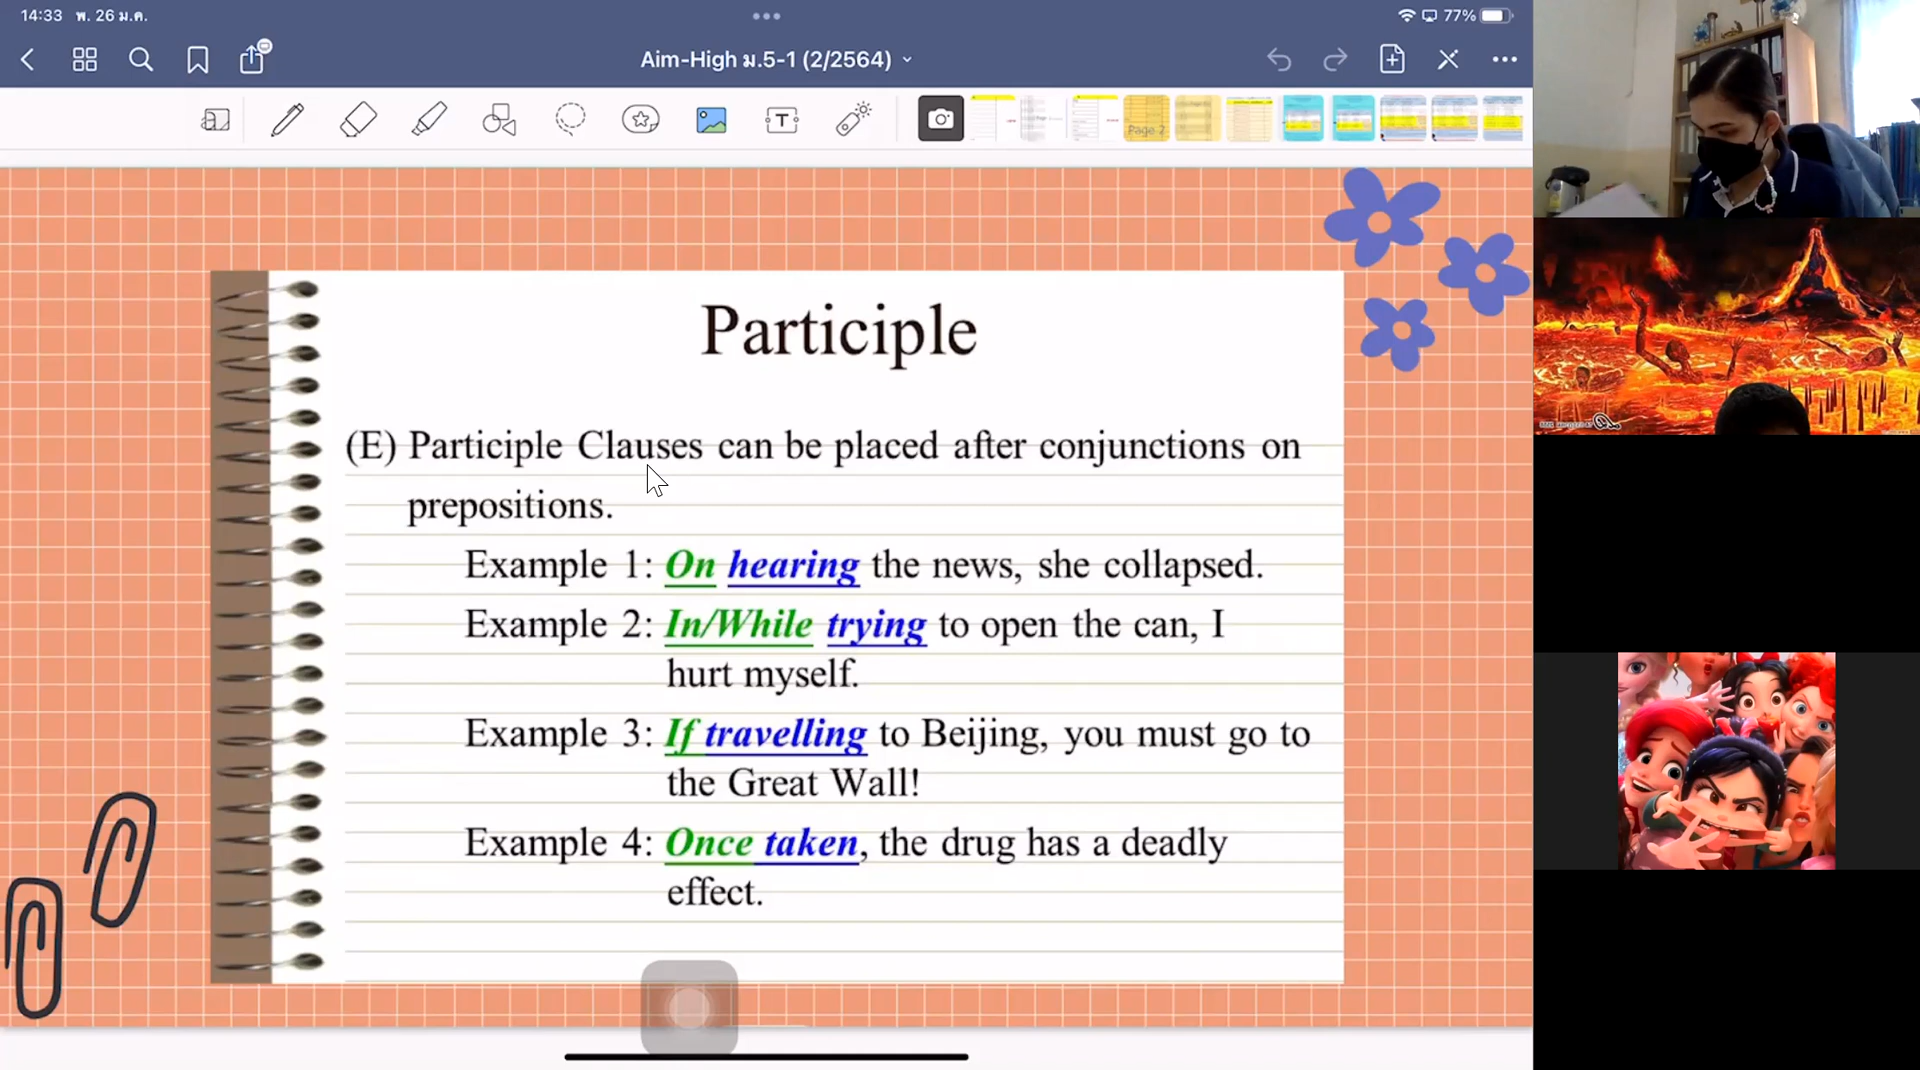 14:33 พ. 26 ม.ค.
77%
Aim-High ม.5-1 (2/2564)
T
Page 2
Participle
(E) Participle Clauses can be placed after conjunctions on
prepositions.
Example 1: On hearing the news, she collapsed.
Example 2: In/While trying to open the can, I
hurt myself.
Example 3: If travelling to Beijing, you must go to
the Great Wall!
Example 4: Once taken, the drug has a deadly
effect.